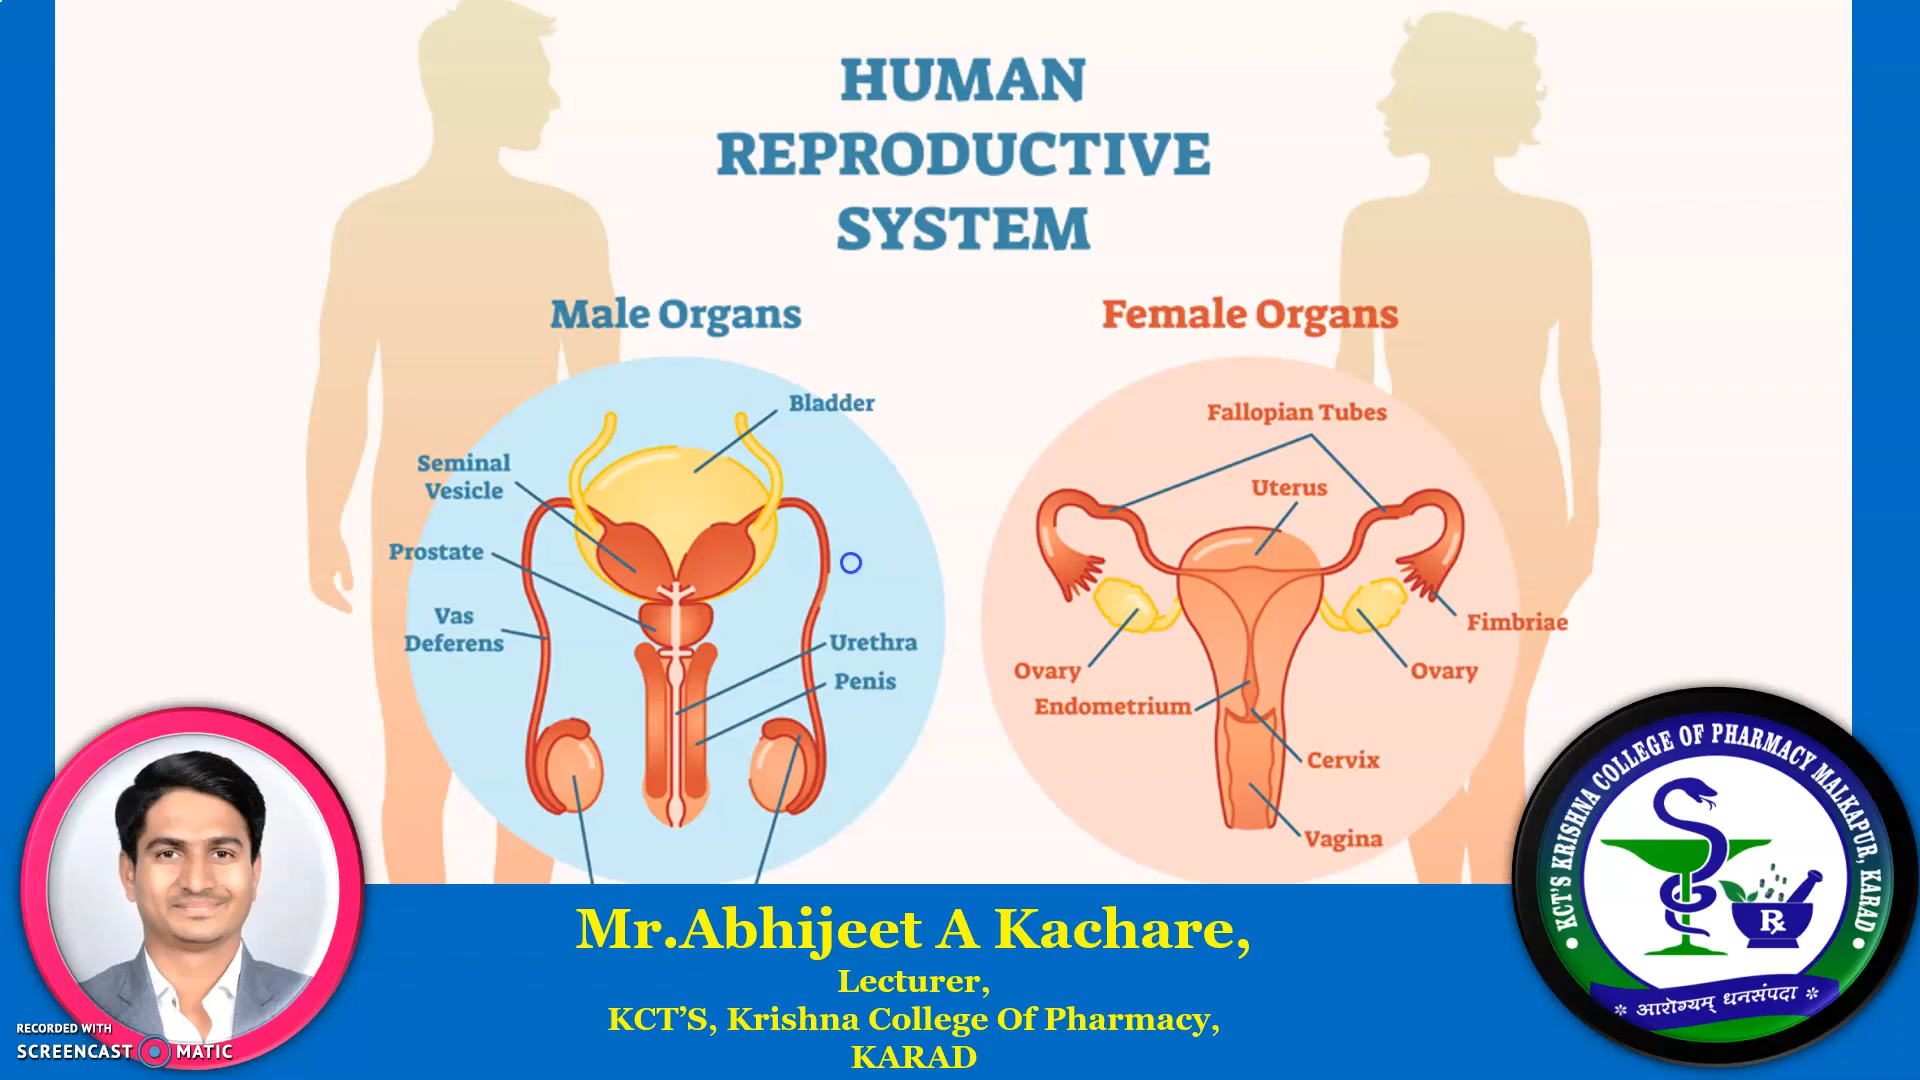 HUMAN
REPRODUCTIVE
SYSTEM
Male Organs
Female Organs
Bladder
Seminal
Vesicle
Prostate
Vas
Deferens
Urethra
Penis
Fallopian Tubes
Uterus
Fimbriae
Ovary
Ovary
Endometrium
Cervix
Vagina
Mr.Abhijeet A Kachare,
Lecturer,
KCT’S, Krishna College Of Pharmacy,
KARAD
• KCT'S KRISHNA COLLEGE OF PHARMACY MALKAPUR, KARAD •
Rx
* आरोग्यम् धनसंपदा *
RECORDED WITH
SCREENCAST MATIC